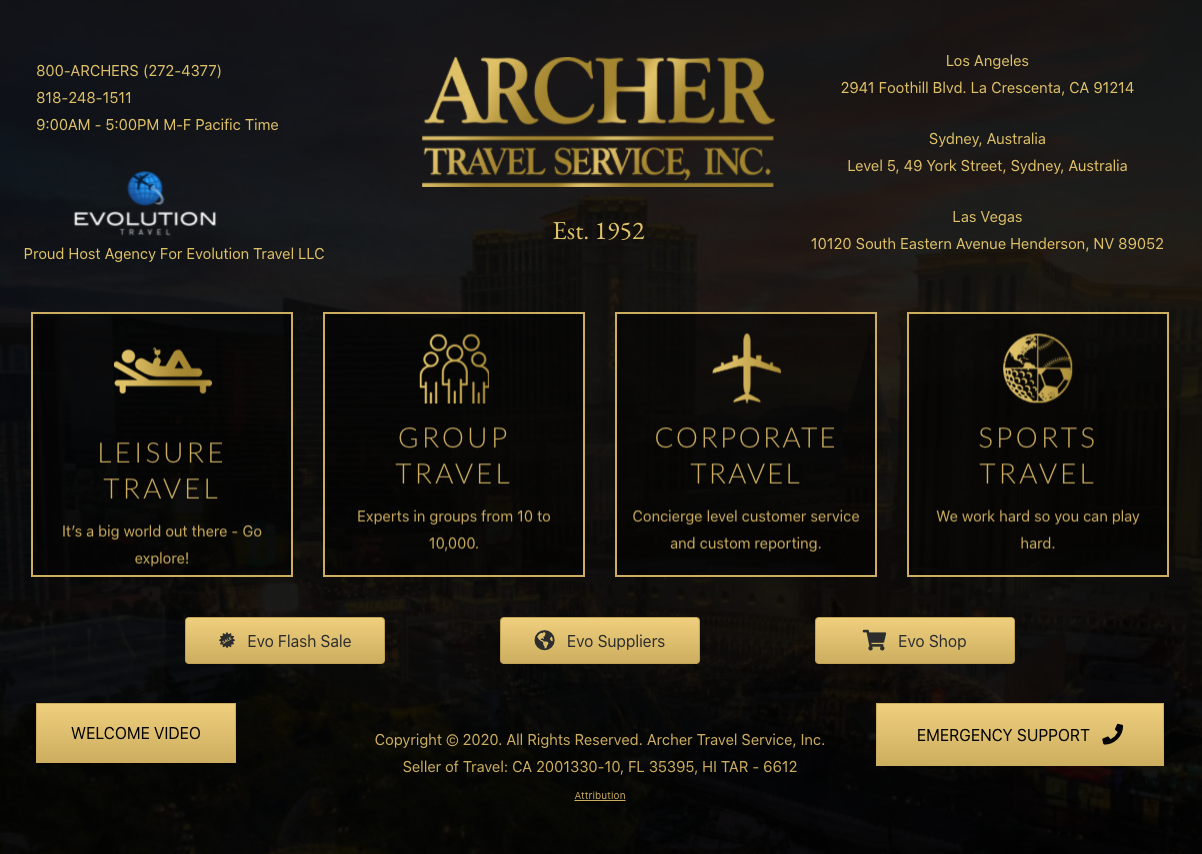 800-ARCHERS (272-4377)
818-248-1511
9:00AM - 5:00PM M-F Pacific Time
EVOLUTION
TRAVEL
Proud Host Agency For Evolution Travel LLC
ARCHER
TRAVEL SERVICE, INC.
Est. 1952
Los Angeles
2941 Foothill Blvd. La Crescenta, CA 91214
Sydney, Australia
Level 5, 49 York Street, Sydney, Australia
Las Vegas
10120 South Eastern Avenue Henderson, NV 89052
LEISURE
TRAVEL
It's a big world out there - Go
explore!
GROUP
TRAVEL
Experts in groups from 10 to
10,000.
CORPORATE
TRAVEL
Concierge level customer service
and custom reporting.
SPORTS
TRAVEL
We work hard so you can play
hard.
Evo Flash Sale
Evo Suppliers
Evo Shop
WELCOME VIDEO
Copyright © 2020. All Rights Reserved. Archer Travel Service, Inc.
Seller of Travel: CA 2001330-10, FL 35395, HI TAR - 6612
Attribution
EMERGENCY SUPPORT